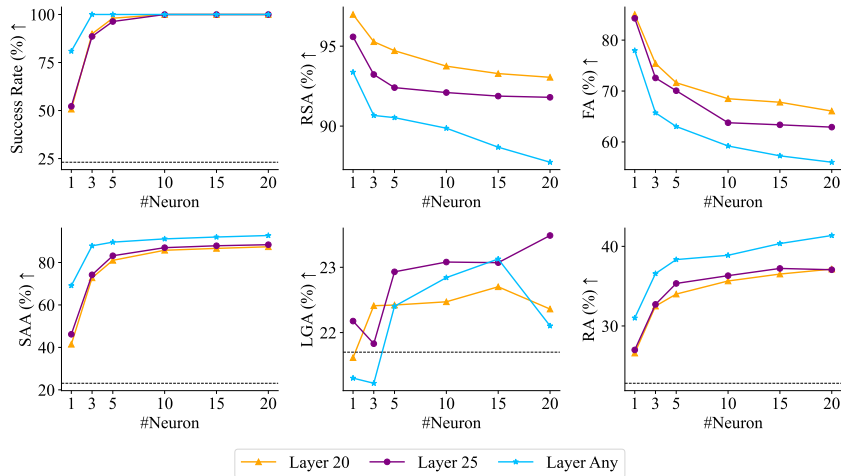 Success Rate (%) ↑
100
75
50
25
1 3 5 10 15 20
#Neuron
RSA (%) ↑
95
90
1 3 5 10 15 20
#Neuron
FA (%) ↑
80
70
60
1 3 5 10 15 20
#Neuron
SAA (%) ↑
80
60
40
20
1 3 5 10 15 20
#Neuron
LGA (%) ↑
23
22
1 3 5 10 15 20
#Neuron
RA (%) ↑
40
30
1 3 5 10 15 20
#Neuron
Layer 20 Layer 25 Layer Any